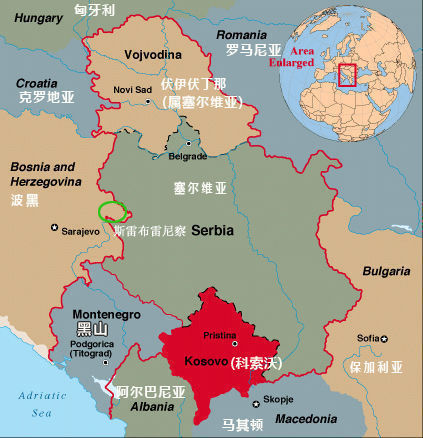 Hungary
匈牙利
Romania
罗马尼亚
Area
Enlarged
Vojvodina
Croatia
克罗地亚
Novi Sad
伏伊伏丁那
(属塞尔维亚)
Belgrade
Bosnia and
Herzegovina
波黑
塞尔维亚
Sarajevo
斯雷布雷尼察
Serbia
Bulgaria
Montenegro
黑山
Podgorica
(Titograd)
Pristina
Kosovo (科索沃)
Sofia
保加利亚
Adriatic
Sea
阿尔巴尼亚
Albania
Skopje
马其顿
Macedonia